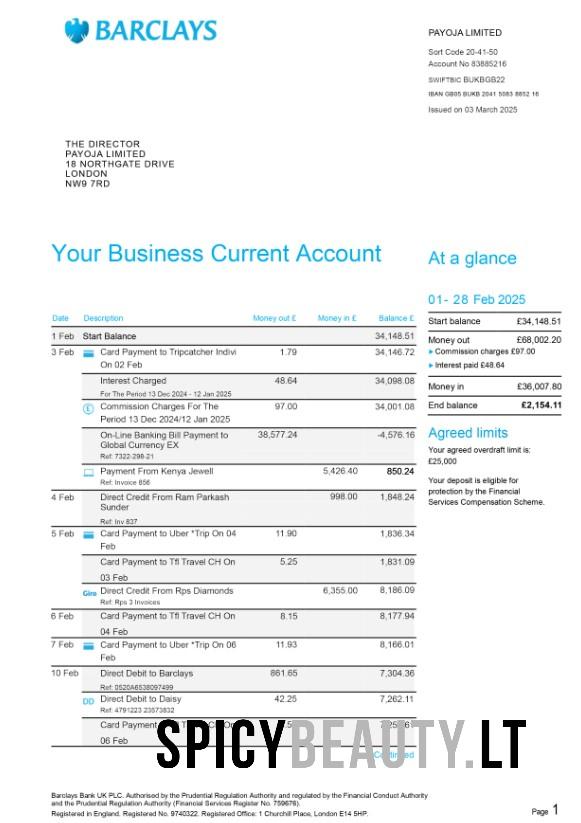 BARCLAYS
PAYOJA LIMITED
Sort Code 20-41-50
Account No 83885216
SWIFTBIC BUKBGB22
IBAN GB05 BUKB 2041 5083 8852 16
Issued on 03 March 2025
THE DIRECTOR
PAYOJA LIMITED
18 NORTHGATE DRIVE
LONDON
NW9 7RD
Your Business Current Account
Date Description Money out £ Money in £ Balance £
1 Feb Start Balance 34,148.51
3 Feb Card Payment to Tripcatcher Indivi 1.79 34,146.72
On 02 Feb
Interest Charged 48.64 34,098.08
For The Period 13 Dec 2024 - 12 Jan 2025
£ Commission Charges For The 97.00 34,001.08
Period 13 Dec 2024/12 Jan 2025
On-Line Banking Bill Payment to 38,577.24 -4,576.16
Global Currency EX
Ref: 7322-298-21
Payment From Kenya Jewell 5,426.40 850.24
Ref: Invoice 856
4 Feb Direct Credit From Ram Parkash 998.00 1,848.24
Sunder
Ref: Inv 837
5 Feb Card Payment to Uber *Trip On 04 11.90 1,836.34
Feb
Card Payment to Tfl Travel CH On 5.25 1,831.09
03 Feb
Giro Direct Credit From Rps Diamonds 6,355.00 8,186.09
Ref: Rps 3 Invoices
6 Feb Card Payment to Tfl Travel CH On 8.15 8,177.94
04 Feb
7 Feb Card Payment to Uber *Trip On 06 11.93 8,166.01
Feb
10 Feb Direct Debit to Barclays 861.65 7,304.36
Ref: 0520A6538097499
DD Direct Debit to Daisy 42.25 7,262.11
Ref: 4791223 23573832
Card Payment CH On
06 Feb
Continued
At a glance
01- 28 Feb 2025
Start balance £34,148.51
Money out £68,002.20
Commission charges £97.00
Interest paid £48.64
Money in £36,007.80
End balance £2,154.11
Agreed limits
Your agreed overdraft limit is:
£25,000
Your deposit is eligible for
protection by the Financial
Services Compensation Scheme.
SPICYBEAUTY.LT
Barclays Bank UK PLC. Authorised by the Prudential Regulation Authority and regulated by the Financial Conduct Authority
and the Prudential Regulation Authority (Financial Services Register No. 759676).
Registered in England. Registered No. 9740322. Registered Office: 1 Churchill Place, London E14 5HP.
Page 1